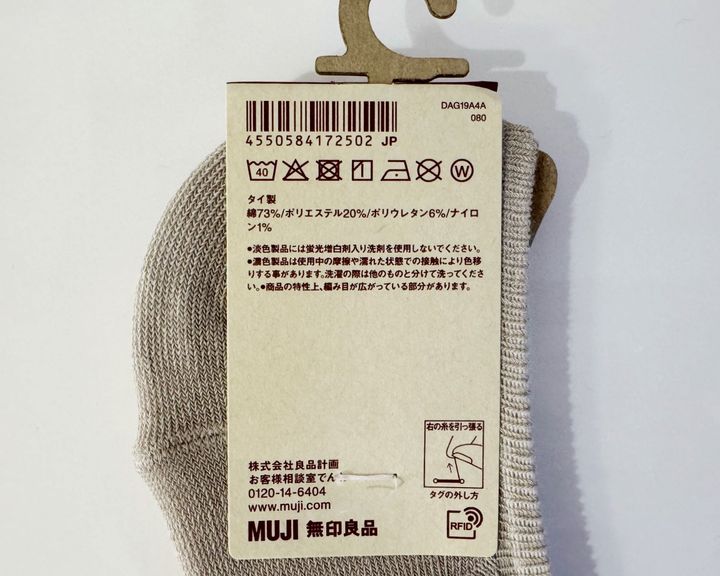 DAG19A4A
080
4550584172502 JP
40
W
タイ製
綿73%/ポリエステル20%/ポリウレタン6%/ナイロ
ン1%
●淡色製品には蛍光増白剤入り洗剤を使用しないでください。
●濃色製品は使用中の摩擦や濡れた状態での接触により色移
りする事があります。洗濯の際は他のものと分けて洗ってくださ
い。●商品の特性上、編み目が広がっている部分があります。
右の糸を引っ張る
タグの外し方
株式会社良品計画
お客様相談室でん
0120-14-6404
www.muji.com
MUJI 無印良品
RFID